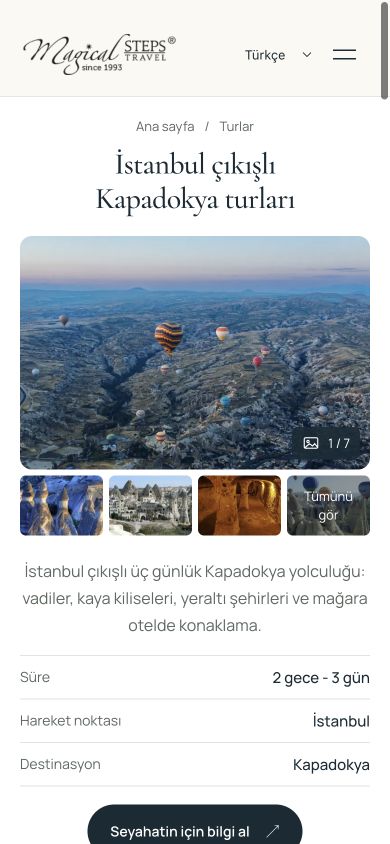 Magical STEPS®
TRAVEL
since 1993
Türkçe
Ana sayfa / Turlar
İstanbul çıkışlı
Kapadokya turları
1 / 7
Tümünü
gör
İstanbul çıkışlı üç günlük Kapadokya yolculuğu:
vadiler, kaya kiliseleri, yeraltı şehirleri ve mağara
otelde konaklama.
Süre 2 gece - 3 gün
Hareket noktası İstanbul
Destinasyon Kapadokya
Seyahatin için bilgi al